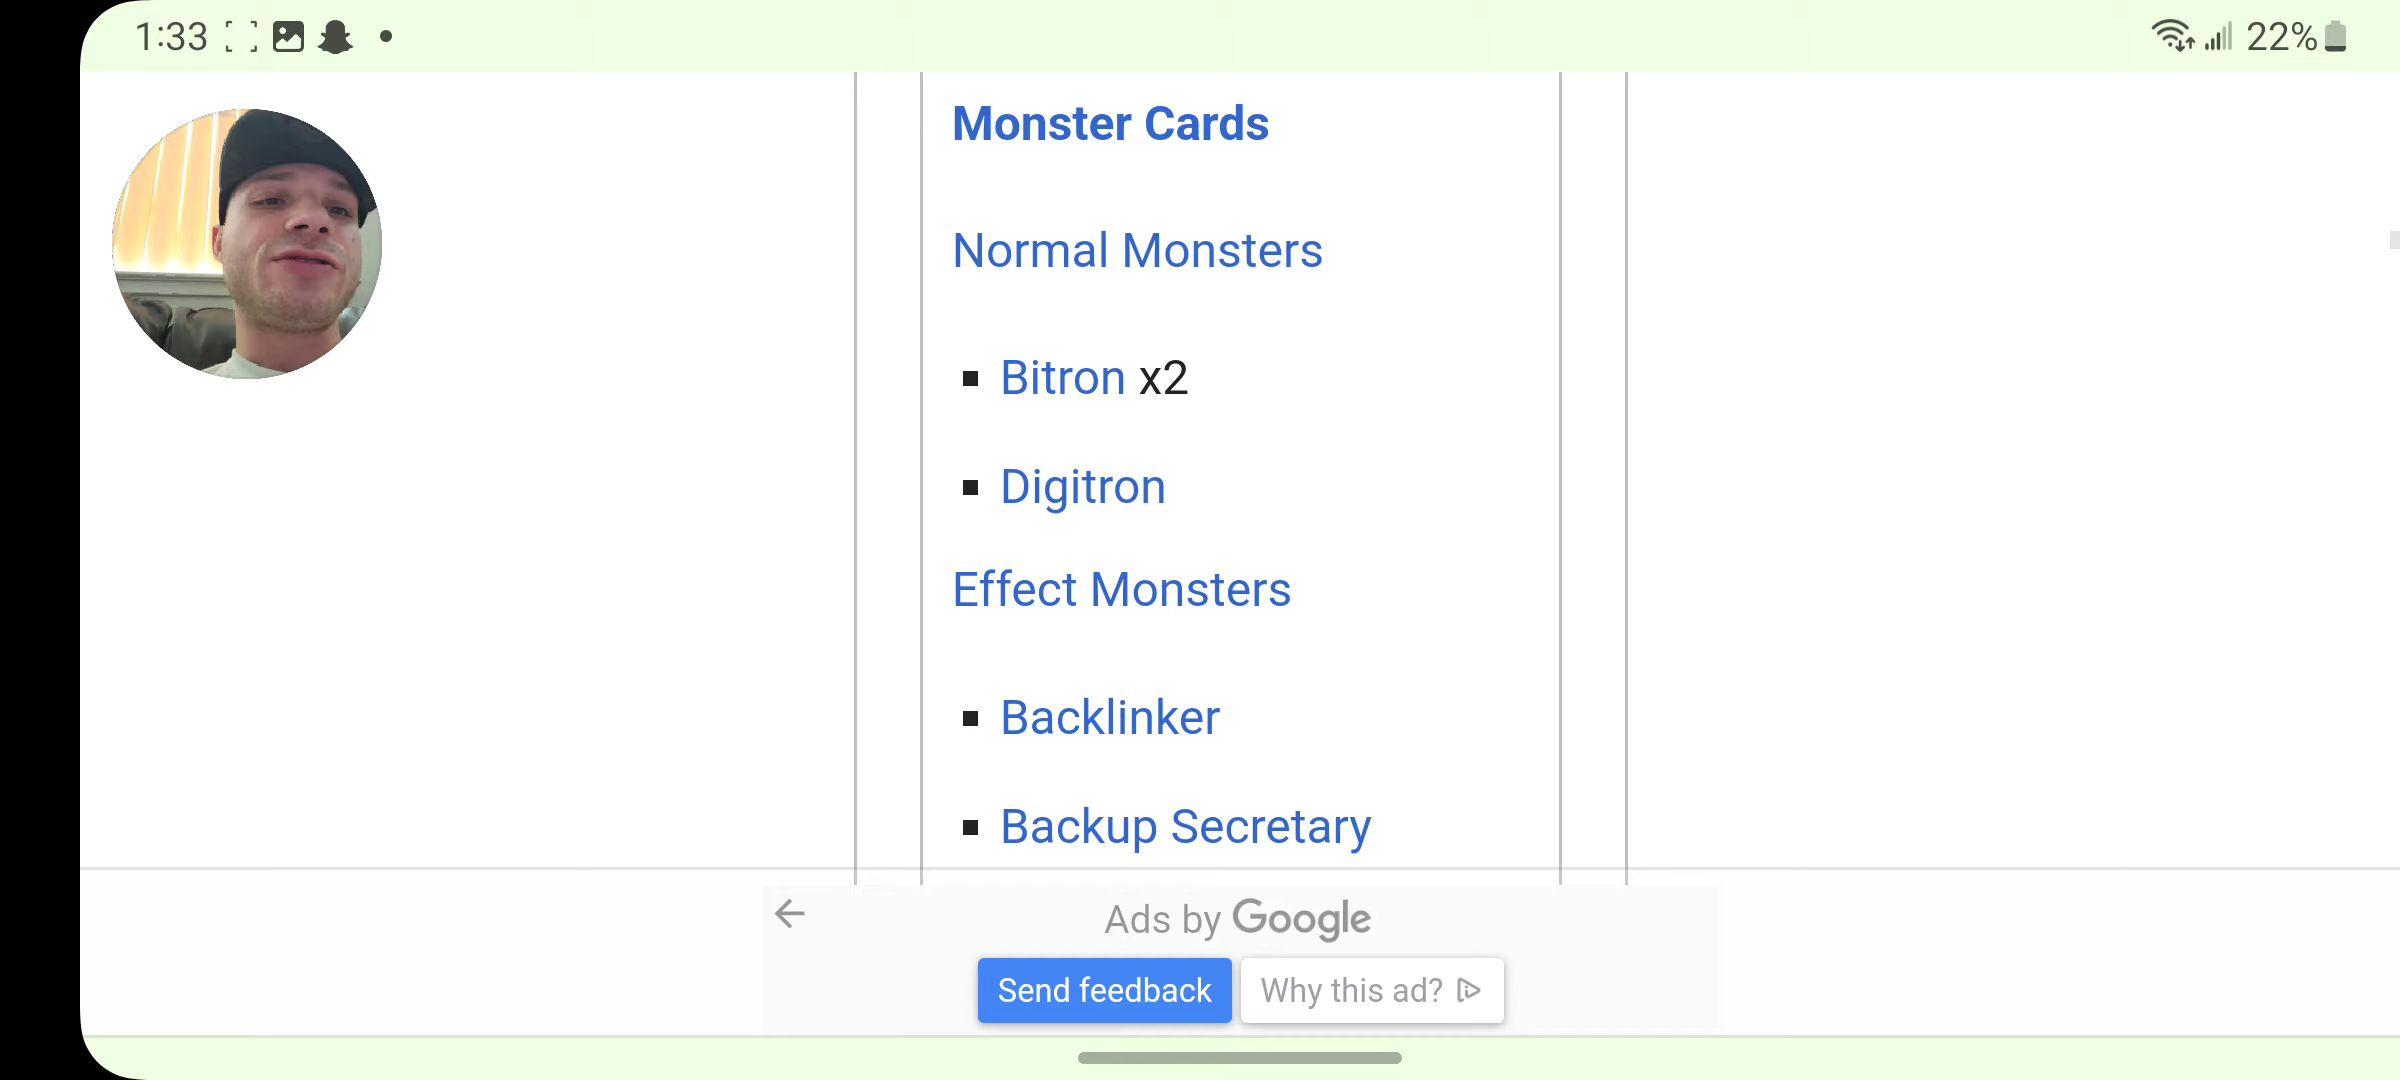 1:33
22%
Monster Cards
Normal Monsters
Bitron x2
Digitron
Effect Monsters
Backlinker
Backup Secretary
Ads by Google
Send feedback
Why this ad?